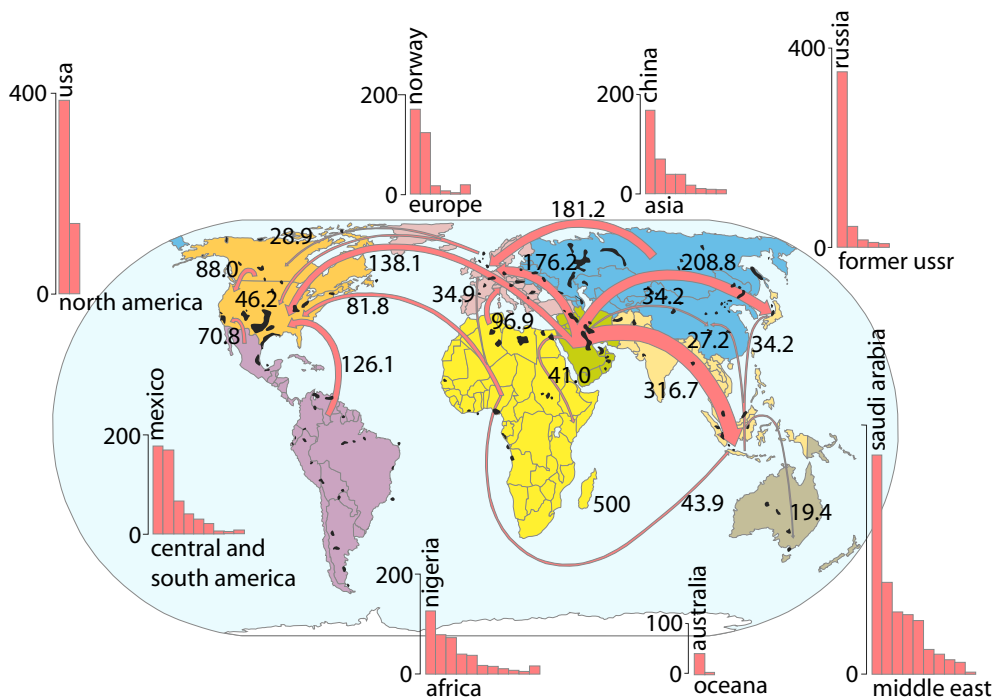 russia
400
0
former ussr
norway
200
0
europe
china
200
0
asia
usa
400
0
north america
181.2
28.9
138.1
176.2
208.8
88.0
46.2
81.8
34.9
34.2
96.9
27.2
34.2
70.8
126.1
41.0
316.7
saudi arabia
mexico
200
0
central and
south america
500
43.9
19.4
nigeria
200
0
africa
australia
100
0
oceana
0
middle east